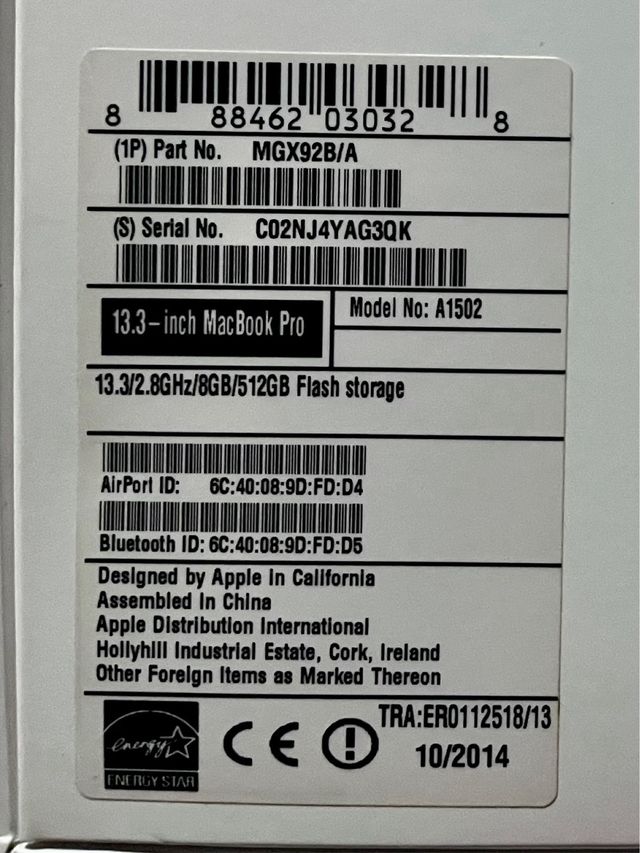 8 88462 03032 8
(1P) Part No. MGX92B/A
(S) Serial No. C02NJ4YAG3QK
13.3-inch MacBook Pro
Model No: A1502
13.3/2.8GHz/8GB/512GB Flash storage
AirPort ID: 6C:40:08:9D:FD:D4
Bluetooth ID: 6C:40:08:9D:FD:D5
Designed by Apple in California
Assembled in China
Apple Distribution International
Hollyhill Industrial Estate, Cork, Ireland
Other Foreign Items as Marked Thereon
energy
ENERGY STAR
CE
TRA:ER0112518/13
10/2014